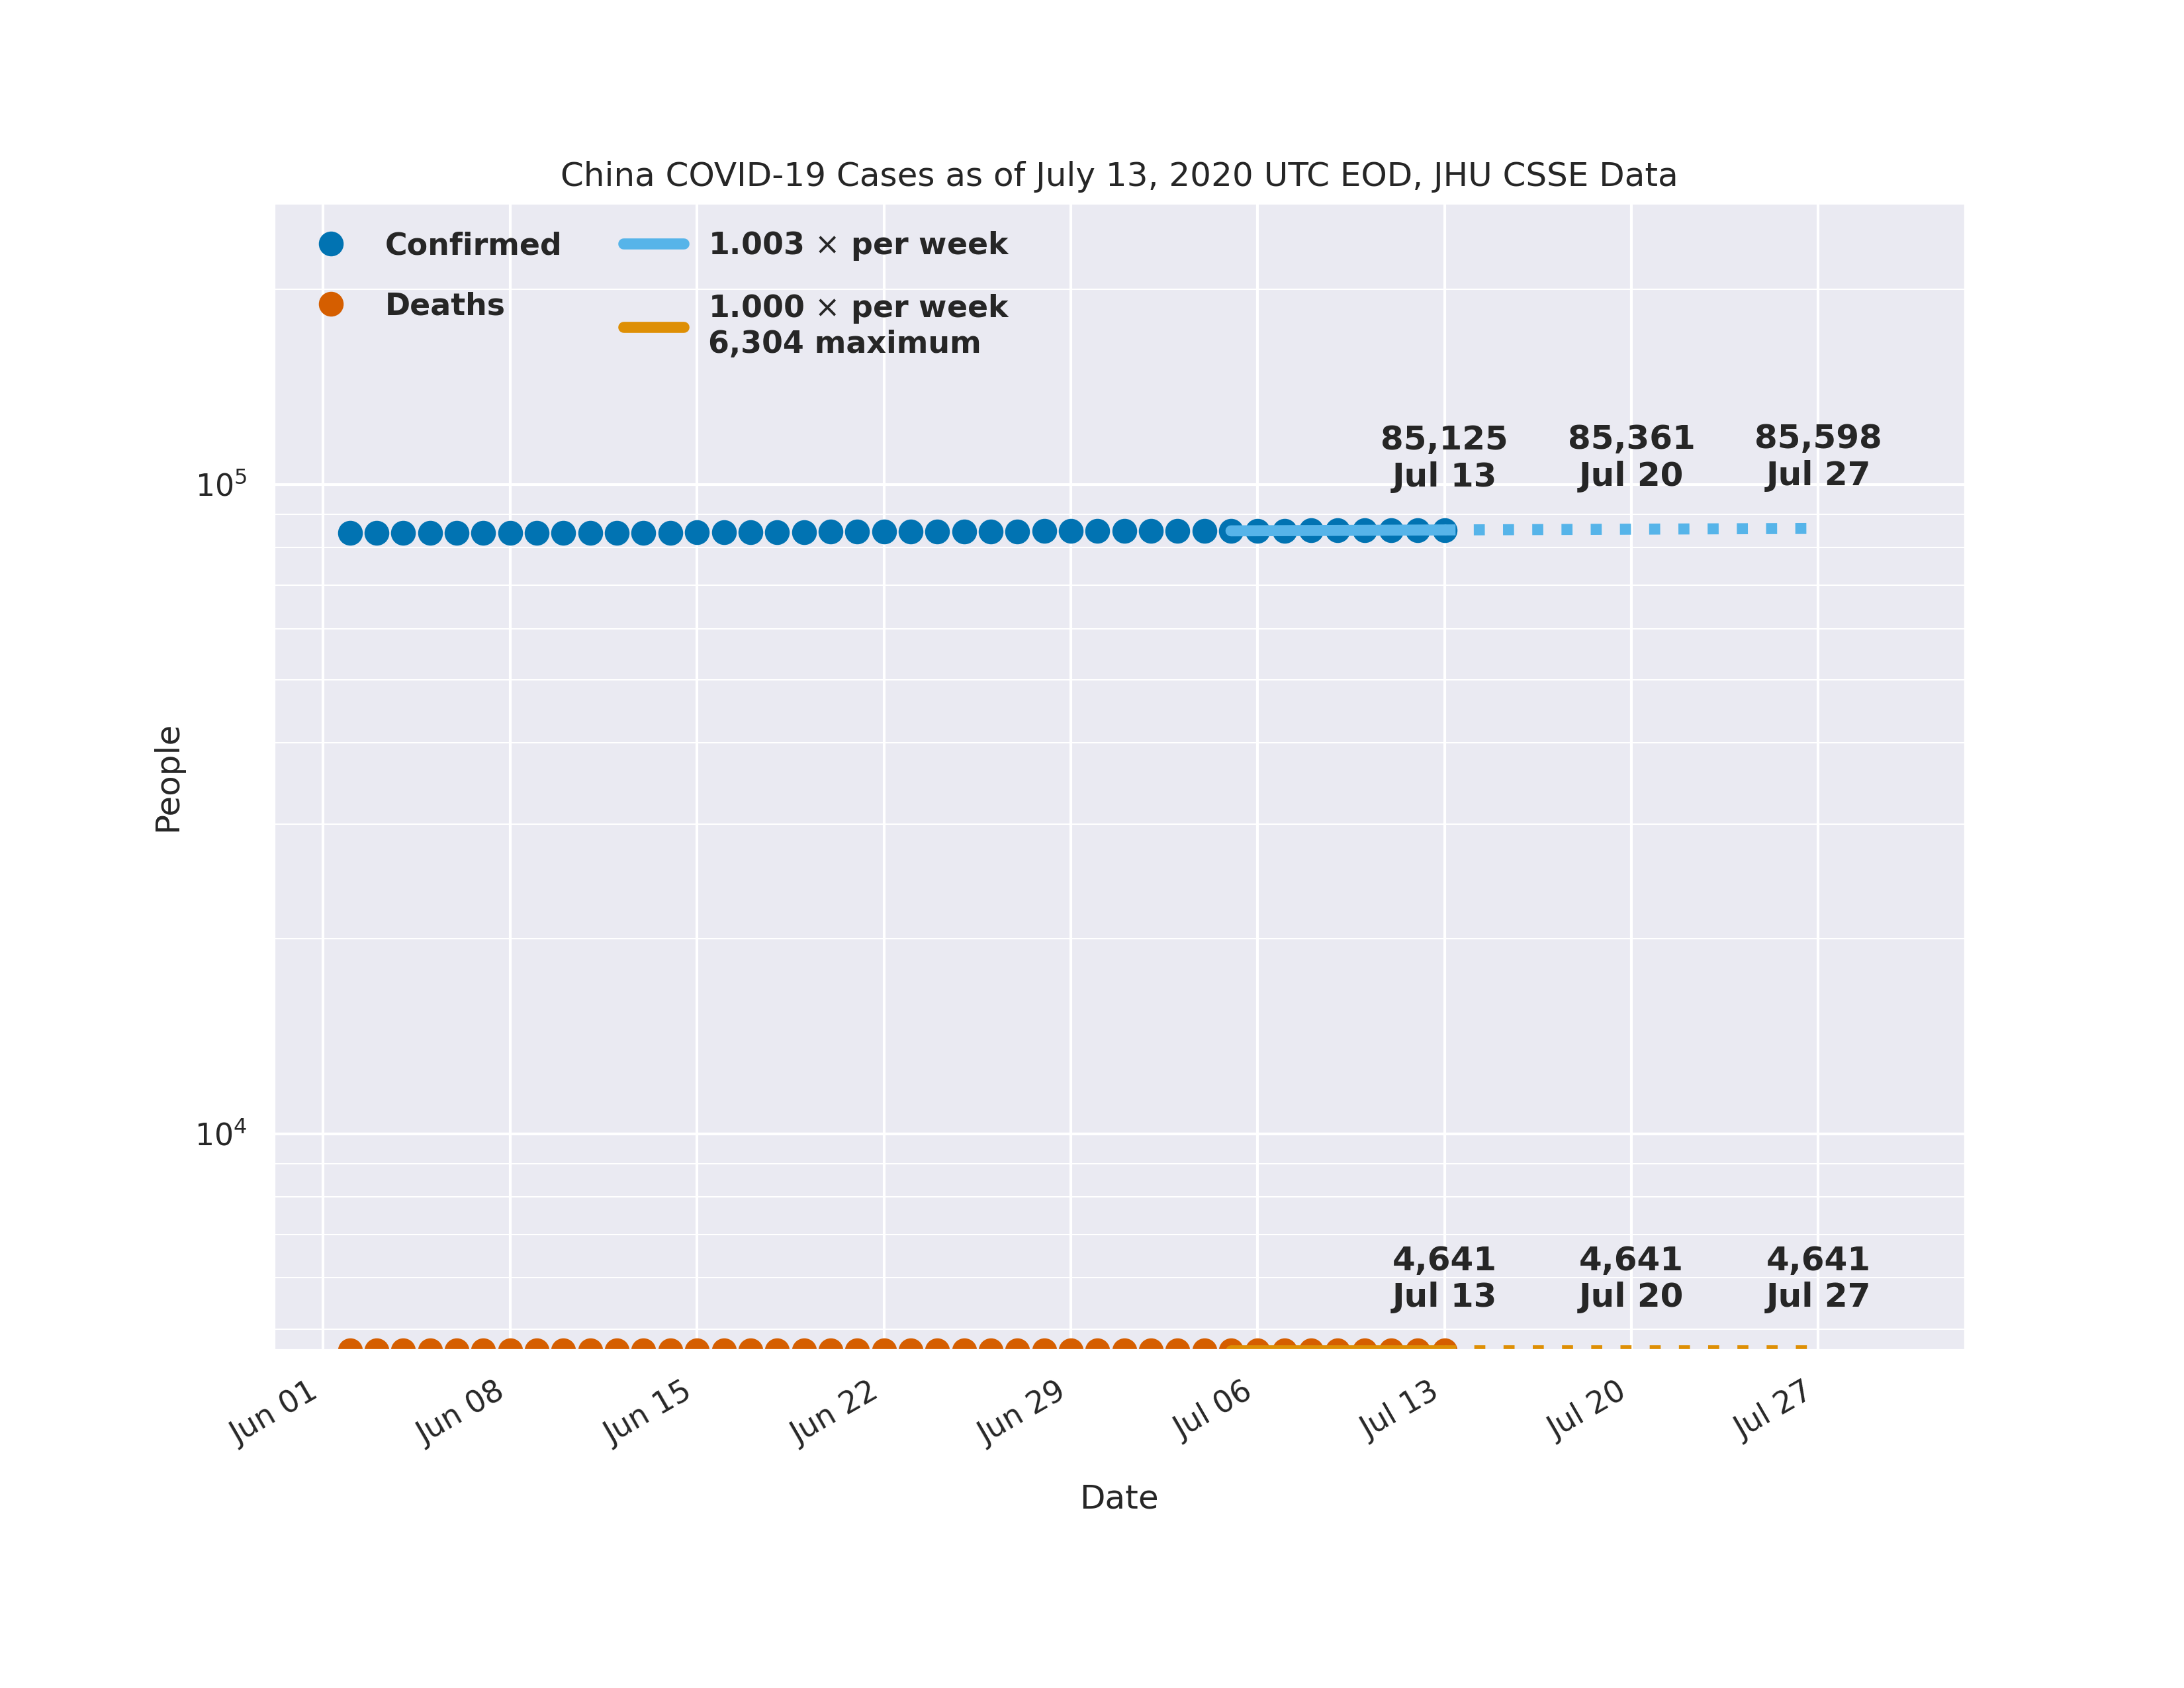 China COVID-19 Cases as of July 13, 2020 UTC EOD, JHU CSSE Data
Confirmed
Deaths
1.003 × per week
1.000 × per week
6,304 maximum
85,125
Jul 13
85,361
Jul 20
85,598
Jul 27
10⁵
People
10⁴
4,641
Jul 13
4,641
Jul 20
4,641
Jul 27
Jun 01
Jun 08
Jun 15
Jun 22
Jun 29
Jul 06
Jul 13
Jul 20
Jul 27
Date